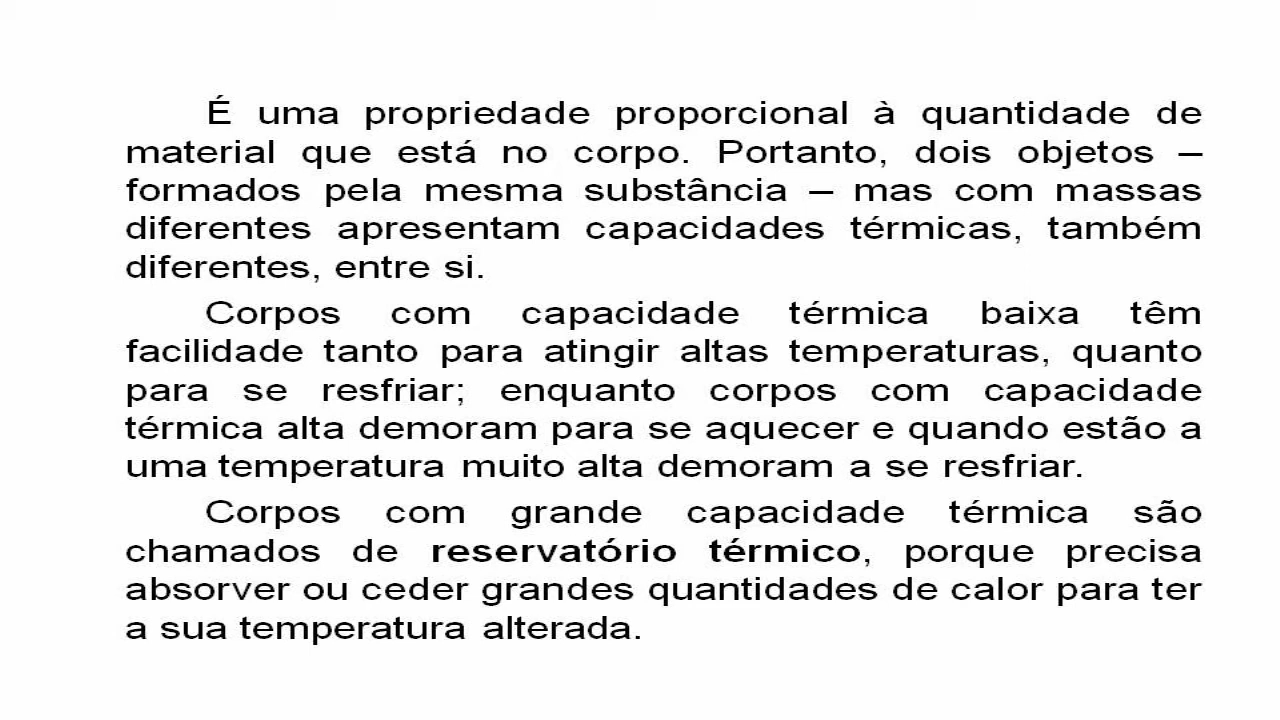 É uma propriedade proporcional à quantidade de
material que está no corpo. Portanto, dois objetos –
formados pela mesma substância – mas com massas
diferentes apresentam capacidades térmicas, também
diferentes, entre si.
Corpos com capacidade térmica baixa têm
facilidade tanto para atingir altas temperaturas, quanto
para se resfriar; enquanto corpos com capacidade
térmica alta demoram para se aquecer e quando estão a
uma temperatura muito alta demoram a se resfriar.
Corpos com grande capacidade térmica são
chamados de reservatório térmico, porque precisa
absorver ou ceder grandes quantidades de calor para ter
a sua temperatura alterada.